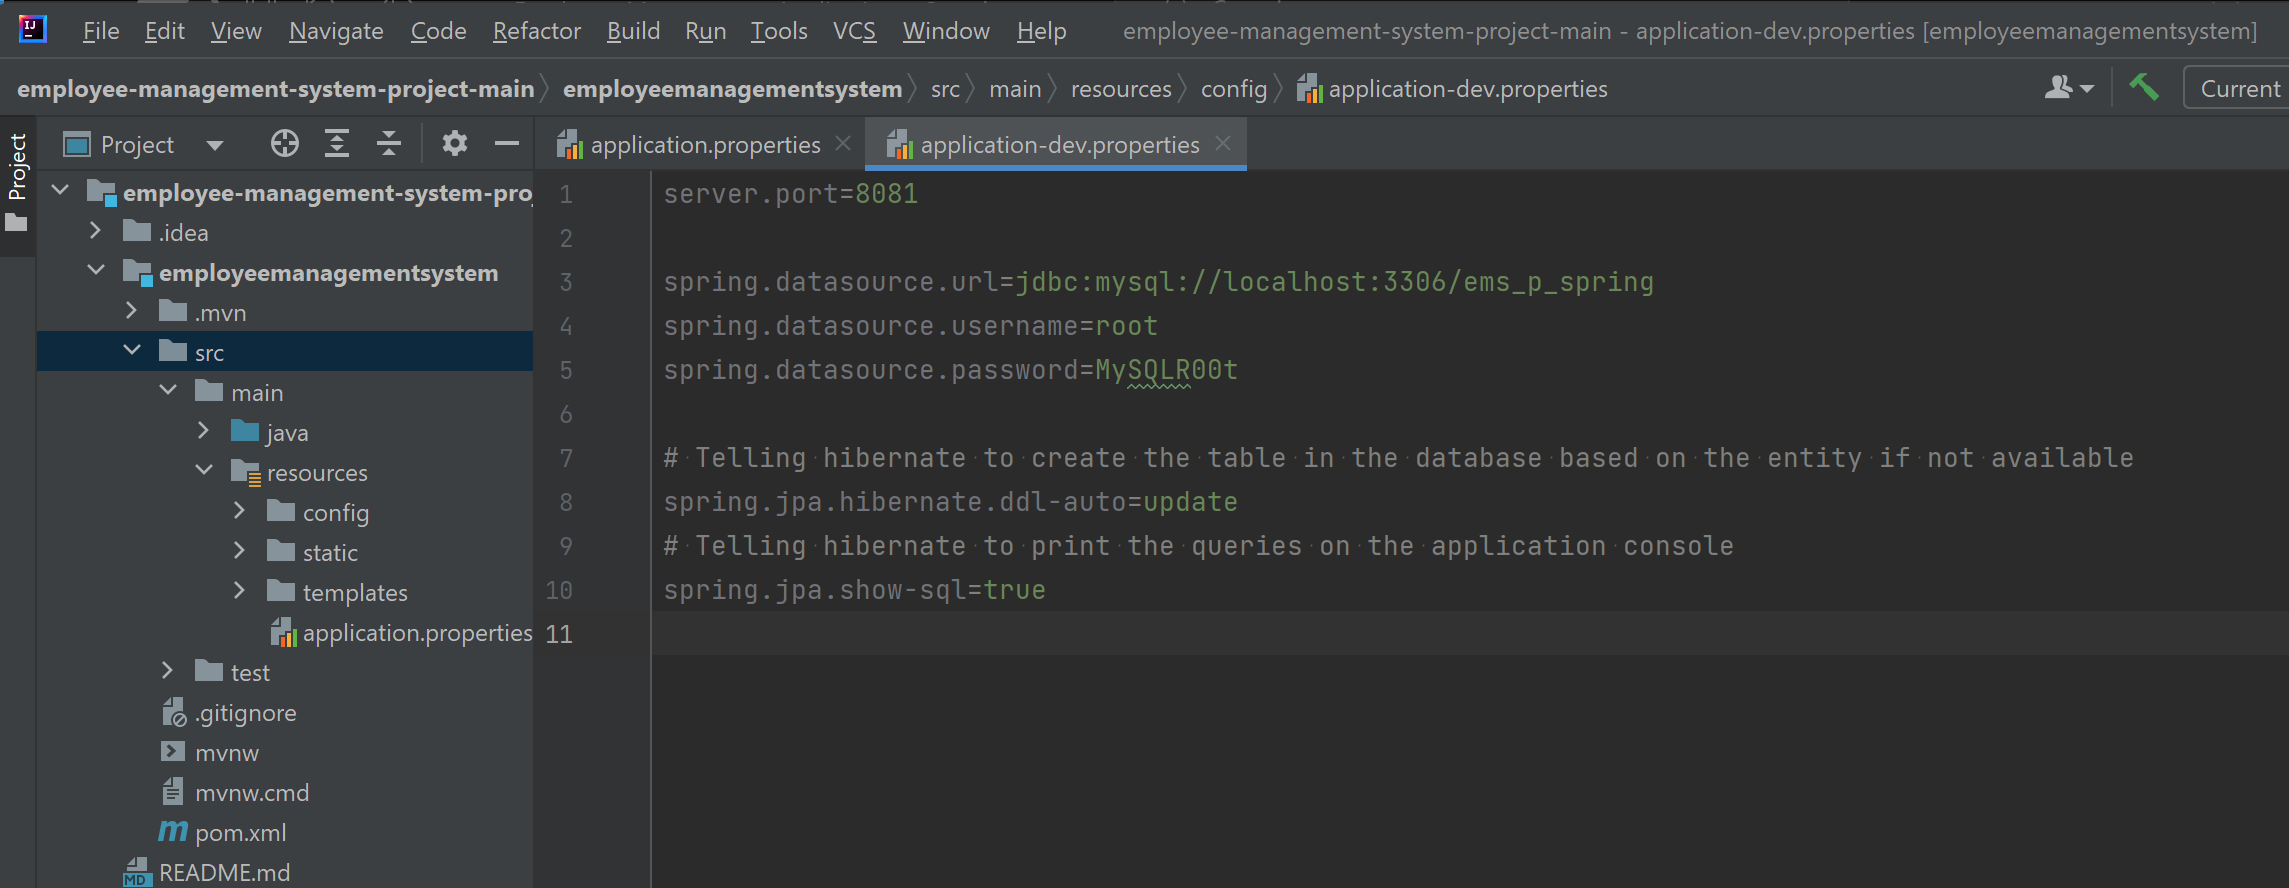 File Edit View Navigate Code Refactor Build Run Tools VCS Window Help employee-management-system-project-main - application-dev.properties [employeemanagementsystem]
employee-management-system-project-main employeemanagementsystem src main resources config application-dev.properties Current
Project
Project
application.properties application-dev.properties
employee-management-system-proj
.idea
employeemanagementsystem
.mvn
src
main
java
resources
config
static
templates
application.properties
test
.gitignore
mvnw
mvnw.cmd
pom.xml
README.md
1 server.port=8081
2
3 spring.datasource.url=jdbc:mysql://localhost:3306/ems_p_spring
4 spring.datasource.username=root
5 spring.datasource.password=MySQLR00t
6
7 # Telling hibernate to create the table in the database based on the entity if not available
8 spring.jpa.hibernate.ddl-auto=update
9 # Telling hibernate to print the queries on the application console
10 spring.jpa.show-sql=true
11